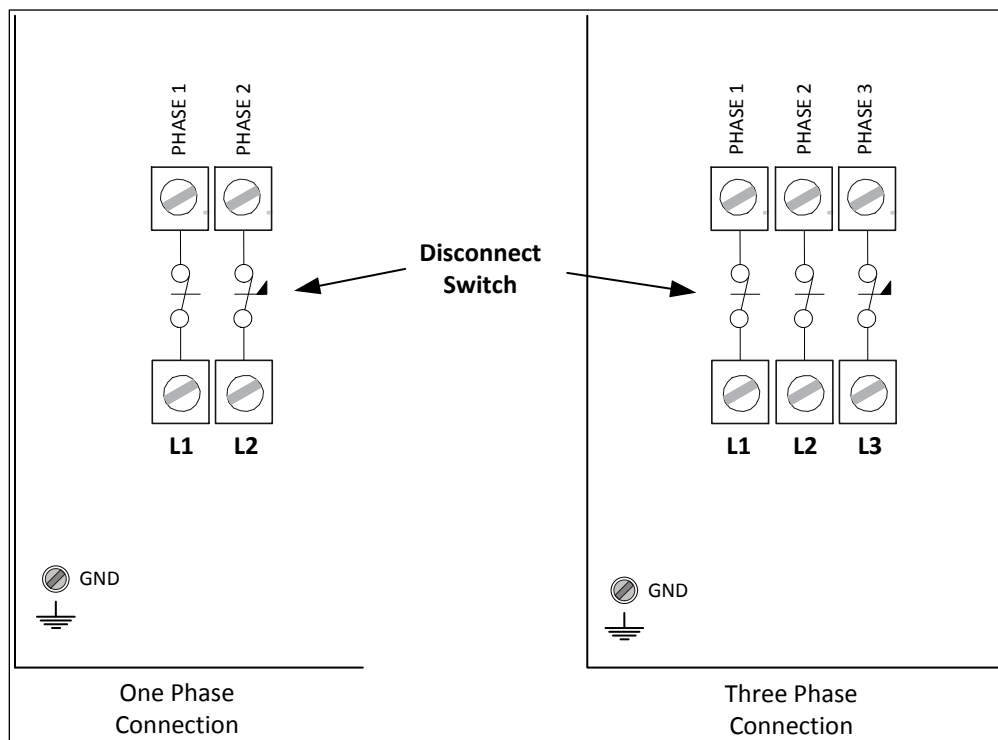 PHASE 1
PHASE 2
L1
L2
GND
One Phase
Connection
Disconnect
Switch
PHASE 1
PHASE 2
PHASE 3
L1
L2
L3
GND
Three Phase
Connection